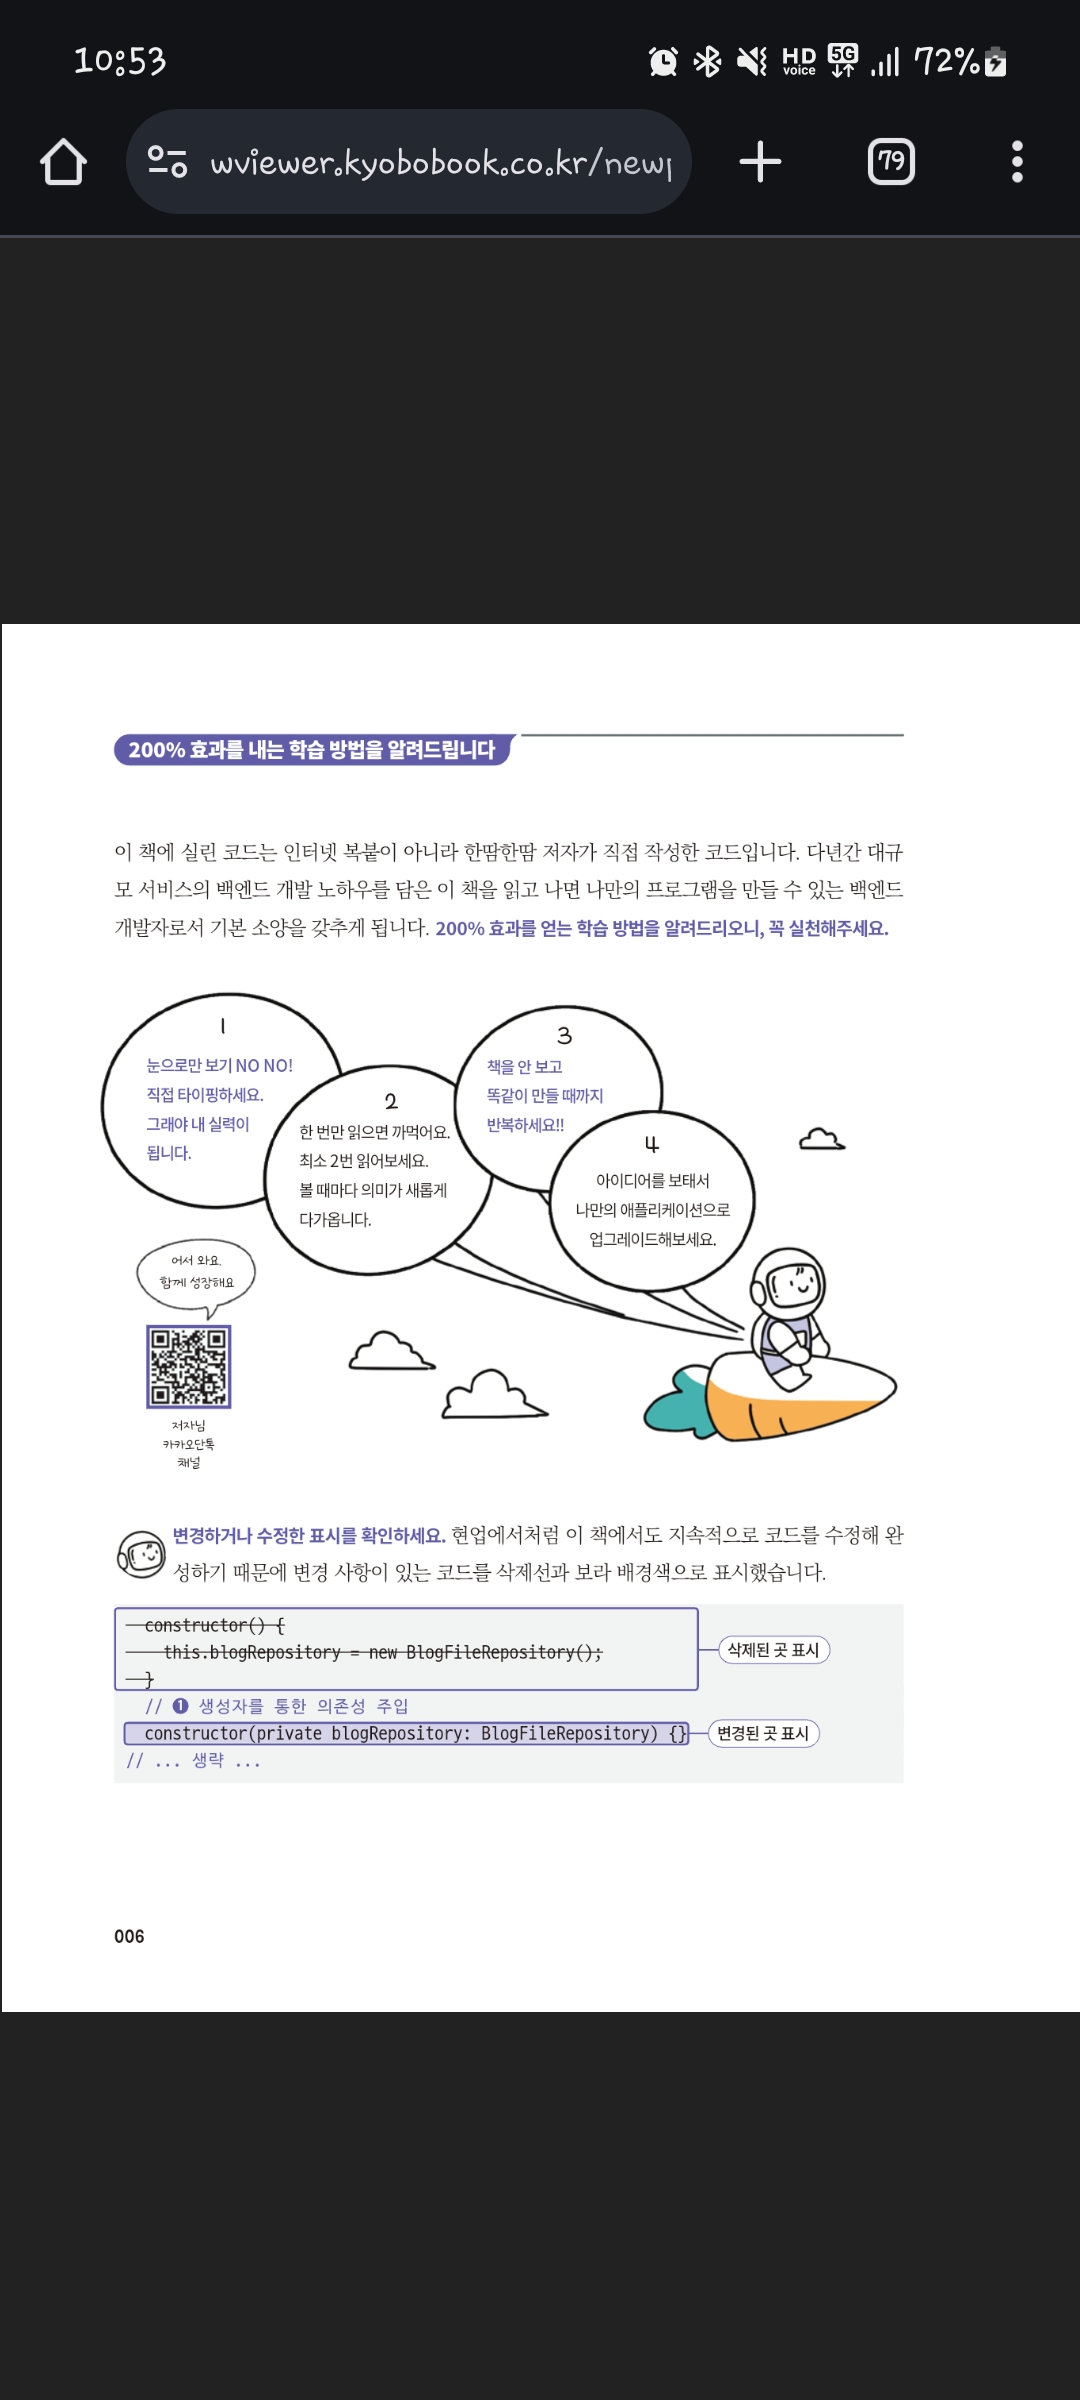 10:53
HD voice 5G 72%
wviewer.kyobobook.co.kr/newp
79
200% 효과를 내는 학습 방법을 알려드립니다
이 책에 실린 코드는 인터넷 복붙이 아니라 한땀한땀 저자가 직접 작성한 코드입니다. 다년간 대규
모 서비스의 백엔드 개발 노하우를 담은 이 책을 읽고 나면 나만의 프로그램을 만들 수 있는 백엔드
개발자로서 기본 소양을 갖추게 됩니다. 200% 효과를 얻는 학습 방법을 알려드리오니, 꼭 실천해주세요.
1
눈으로만 보기 NO NO!
직접 타이핑하세요.
그래야 내 실력이
됩니다.
2
한 번만 읽으면 까먹어요.
최소 2번 읽어보세요.
볼 때마다 의미가 새롭게
다가옵니다.
3
책을 안 보고
똑같이 만들 때까지
반복하세요!!
4
아이디어를 보태서
나만의 애플리케이션으로
업그레이드해보세요.
어서 와요.
함께 성장해요
저자님
카카오단톡
채널
변경하거나 수정한 표시를 확인하세요. 현업에서처럼 이 책에서도 지속적으로 코드를 수정해 완
성하기 때문에 변경 사항이 있는 코드를 삭제선과 보라 배경색으로 표시했습니다.
constructor() {
this.blogRepository = new BlogFileRepository();
}
삭제된 곳 표시
// ❶ 생성자를 통한 의존성 주입
constructor(private blogRepository: BlogFileRepository) {}
변경된 곳 표시
// ... 생략 ...
006